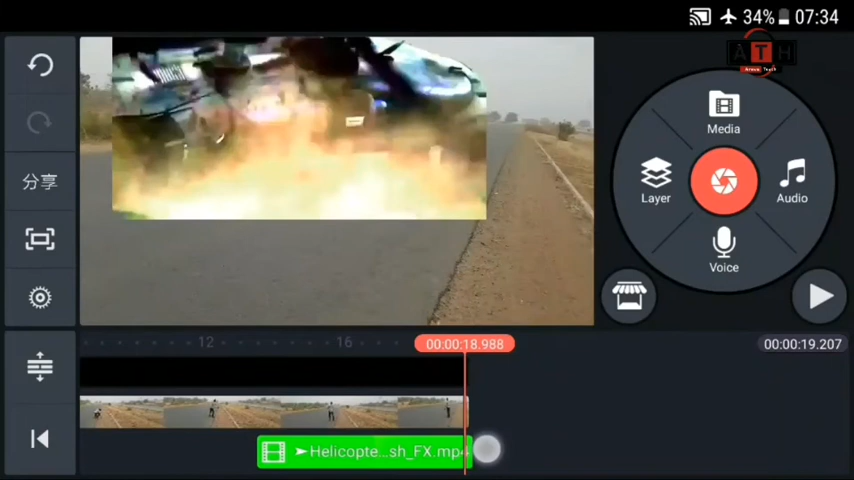 34% 07:34
ATH
Media
Layer
Audio
Voice
分享
12
16
00:00:18.988
00:00:19.207
Helicopte...sh_FX.mp4